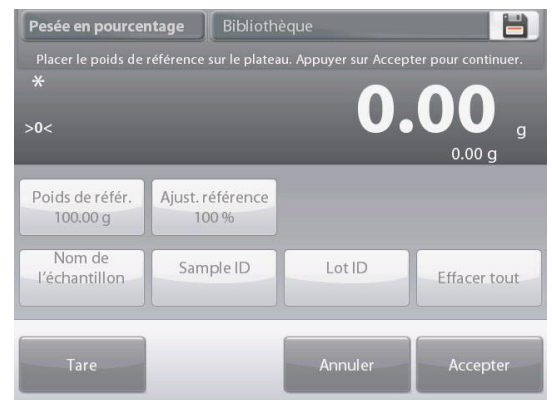 Pesée en pourcentage
Bibliothèque
Placer le poids de référence sur le plateau. Appuyer sur Accepter pour continuer.
*
>0<
0.00 g
0.00 g
Poids de référ.
100.00 g
Ajust. référence
100 %
Nom de
l'échantillon
Sample ID
Lot ID
Effacer tout
Tare
Annuler
Accepter